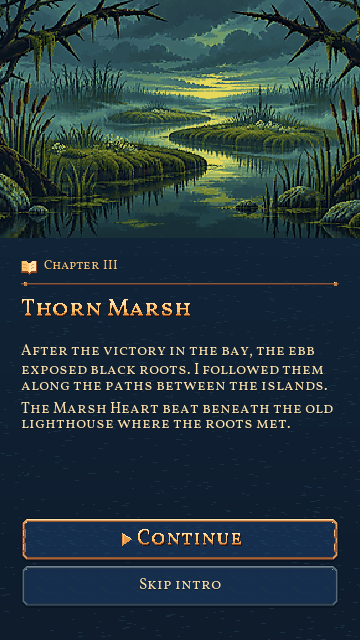 Chapter III
Thorn Marsh
After the victory in the bay, the ebb
exposed black roots. I followed them
along the paths between the islands.
The Marsh Heart beat beneath the old
lighthouse where the roots met.
Continue
Skip intro